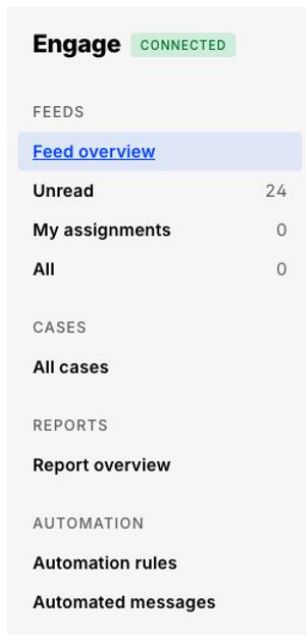 Engage CONNECTED
FEEDS
Feed overview
Unread 24
My assignments 0
All 0
CASES
All cases
REPORTS
Report overview
AUTOMATION
Automation rules
Automated messages